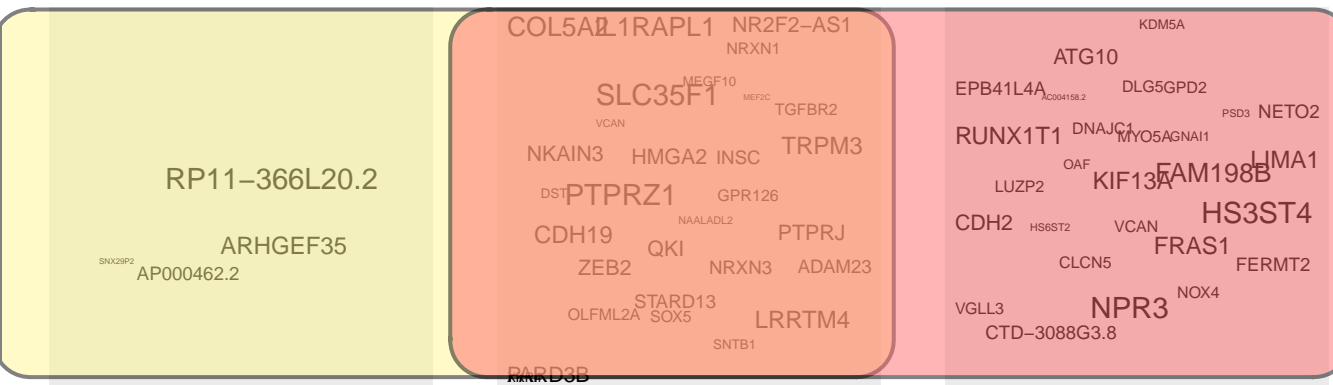 RP11−366L20.2
ARHGEF35
SNX29P2
AP000462.2
COL5A2
IL1RAPL1
NR2F2−AS1
NRXN1
MEGF10
SLC35F1
MEF2C
TGFBR2
VCAN
NKAIN3
HMGA2
INSC
TRPM3
DST
PTPRZ1
GPR126
NAALADL2
CDH19
PTPRJ
QKI
ZEB2
NRXN3
ADAM23
STARD13
OLFML2A
SOX5
LRRTM4
SNTB1
PARD3B
KDM5A
ATG10
EPB41L4A
AC004158.2
DLG5
GPD2
PSD3
NETO2
RUNX1T1
DNAJC1
MYO5A
GNAI1
OAF
LIMA1
LUZP2
KIF13A
FAM198B
HS3ST4
CDH2
HS6ST2
VCAN
FRAS1
CLCN5
FERMT2
NOX4
VGLL3
NPR3
CTD−3088G3.8